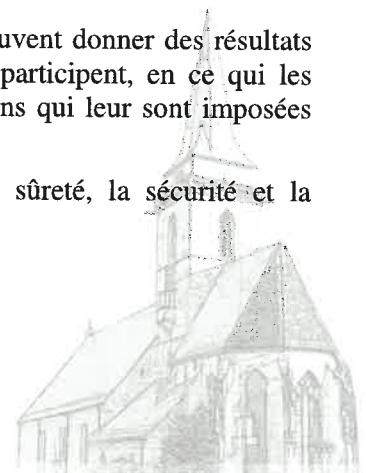 uvent donner des résultats
participent, en ce qui les
ns qui leur sont imposées
sûreté, la sécurité et la